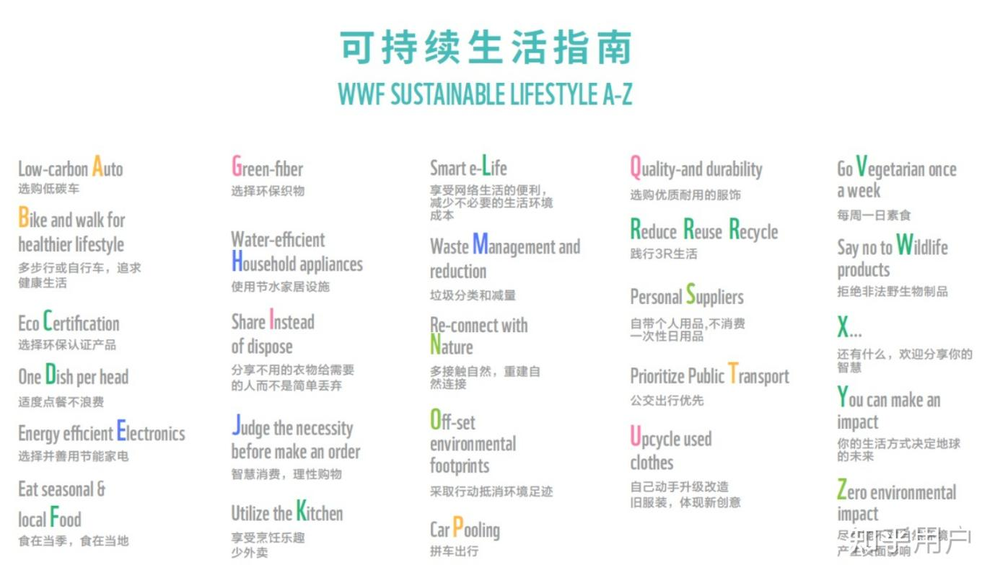 可持续生活指南
WWF SUSTAINABLE LIFESTYLE A-Z
Low-carbon Auto
选购低碳车
Bike and walk for
healthier lifestyle
多步行或自行车，追求
健康生活
Eco Certification
选择环保认证产品
One Dish per head
适度点餐不浪费
Energy efficient Electronics
选择并善用节能家电
Eat seasonal &
local Food
食在当季，食在当地
Green-fiber
选择环保织物
Water-efficient
Household appliances
使用节水家居设施
Share Instead
of dispose
分享不用的衣物给需要
的人而不是简单丢弃
Judge the necessity
before make an order
智慧消费，理性购物
Utilize the Kitchen
享受烹饪乐趣
少外卖
Smart e-Life
享受网络生活的便利，
减少不必要的生活环境
成本
Waste Management and
reduction
垃圾分类和减量
Re-connect with
Nature
多接触自然，重建自
然连接
Off-set
environmental
footprints
采取行动抵消环境足迹
Car Pooling
拼车出行
Quality-and durability
选购优质耐用的服饰
Reduce Reuse Recycle
践行3R生活
Personal Suppliers
自带个人用品,不消费
一次性日用品
Prioritize Public Transport
公交出行优先
Upcycle used
clothes
自己动手升级改造
旧服装，体现新创意
Go Vegetarian once
a week
每周一日素食
Say no to Wildlife
products
拒绝非法野生物制品
X...
还有什么，欢迎分享你的
智慧
You can make an
impact
你的生活方式决定地球
的未来
Zero environmental
impact
产生负面影响
知乎用户